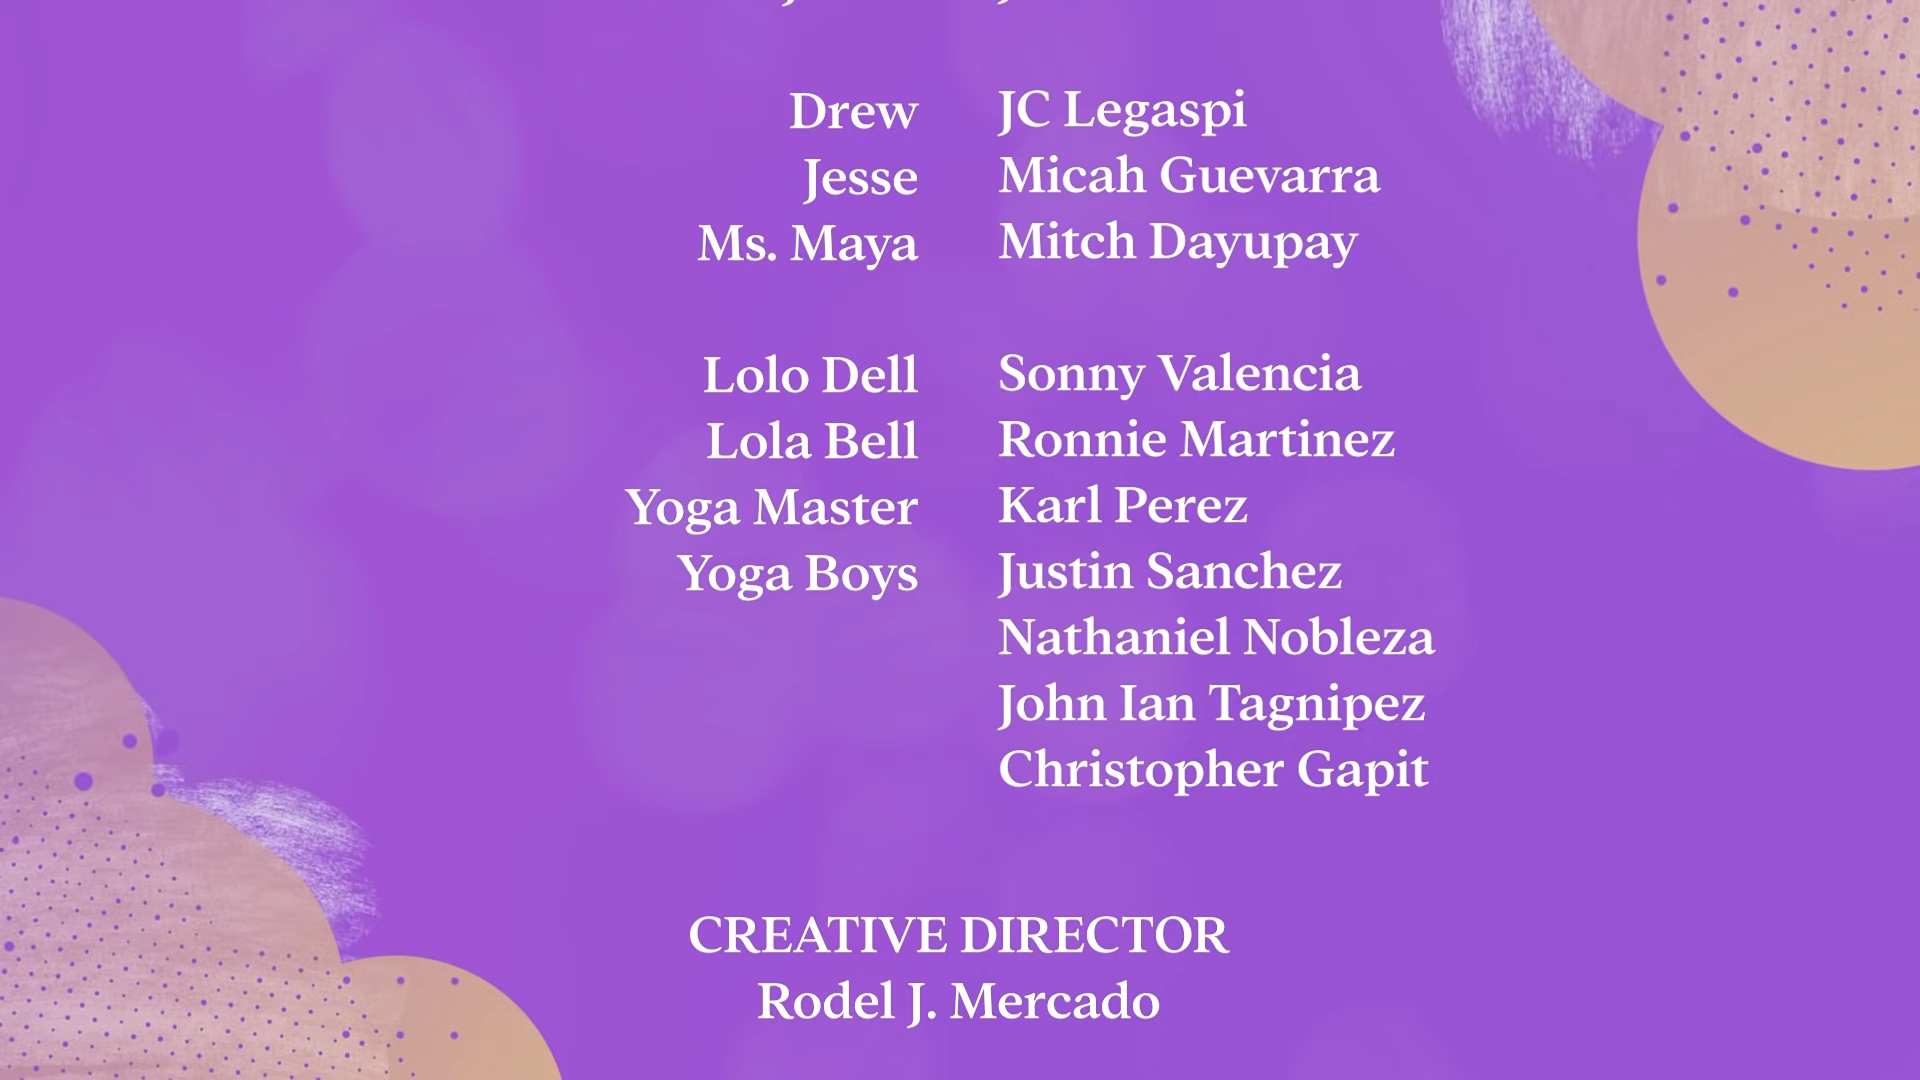 Drew JC Legaspi
Jesse Micah Guevarra
Ms. Maya Mitch Dayupay
Lolo Dell Sonny Valencia
Lola Bell Ronnie Martinez
Yoga Master Karl Perez
Yoga Boys Justin Sanchez
Nathaniel Nobleza
John Ian Tagnipez
Christopher Gapit
CREATIVE DIRECTOR
Rodel J. Mercado